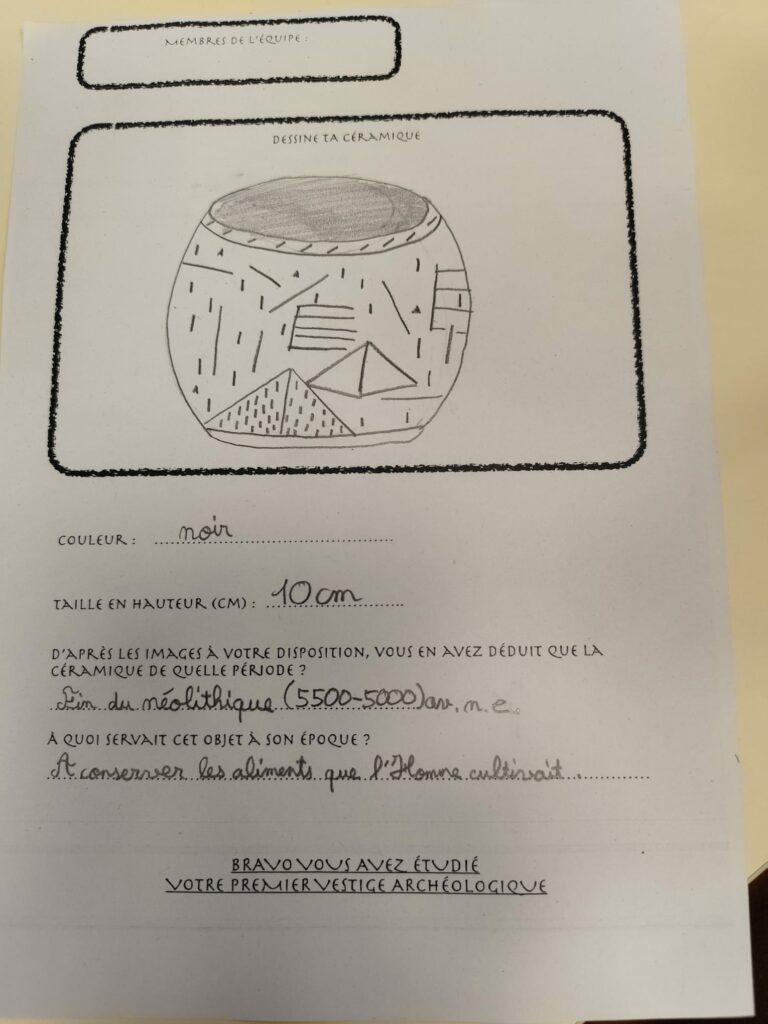 MEMBRES DE L'ÉQUIPE :
DESSINE TA CÉRAMIQUE
COULEUR : noir
TAILLE EN HAUTEUR (CM) : 10 cm
D'APRÈS LES IMAGES À VOTRE DISPOSITION, VOUS EN AVEZ DÉDUIT QUE LA
CÉRAMIQUE DE QUELLE PÉRIODE ?
Fin du néolithique (5500-5000) av. n. e.
À QUOI SERVAIT CET OBJET À SON ÉPOQUE ?
A conserver les aliments que l'Homme cultivait.
BRAVO VOUS AVEZ ÉTUDIÉ
VOTRE PREMIER VESTIGE ARCHÉOLOGIQUE